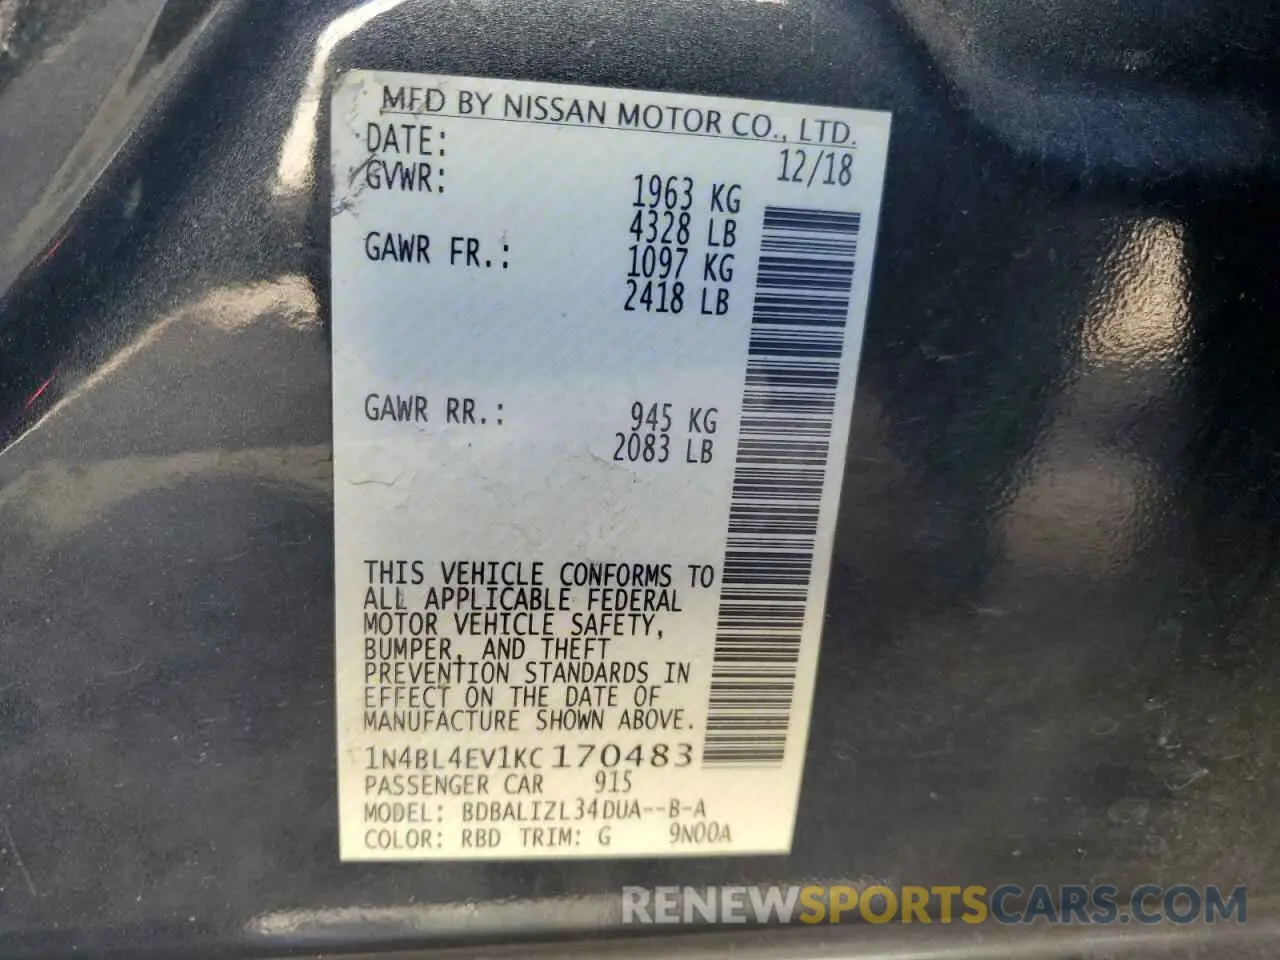 MFD BY NISSAN MOTOR CO., LTD.
DATE: 12/18
GVWR: 1963 KG
4328 LB
GAWR FR.: 1097 KG
2418 LB
GAWR RR.: 945 KG
2083 LB
THIS VEHICLE CONFORMS TO
ALL APPLICABLE FEDERAL
MOTOR VEHICLE SAFETY,
BUMPER, AND THEFT
PREVENTION STANDARDS IN
EFFECT ON THE DATE OF
MANUFACTURE SHOWN ABOVE.
1N4BL4EV1KC170483
PASSENGER CAR 915
MODEL: BDBALIZL34DUA--B-A
COLOR: RBD TRIM: G 9N00A
RENEWSPORTSCARS.COM